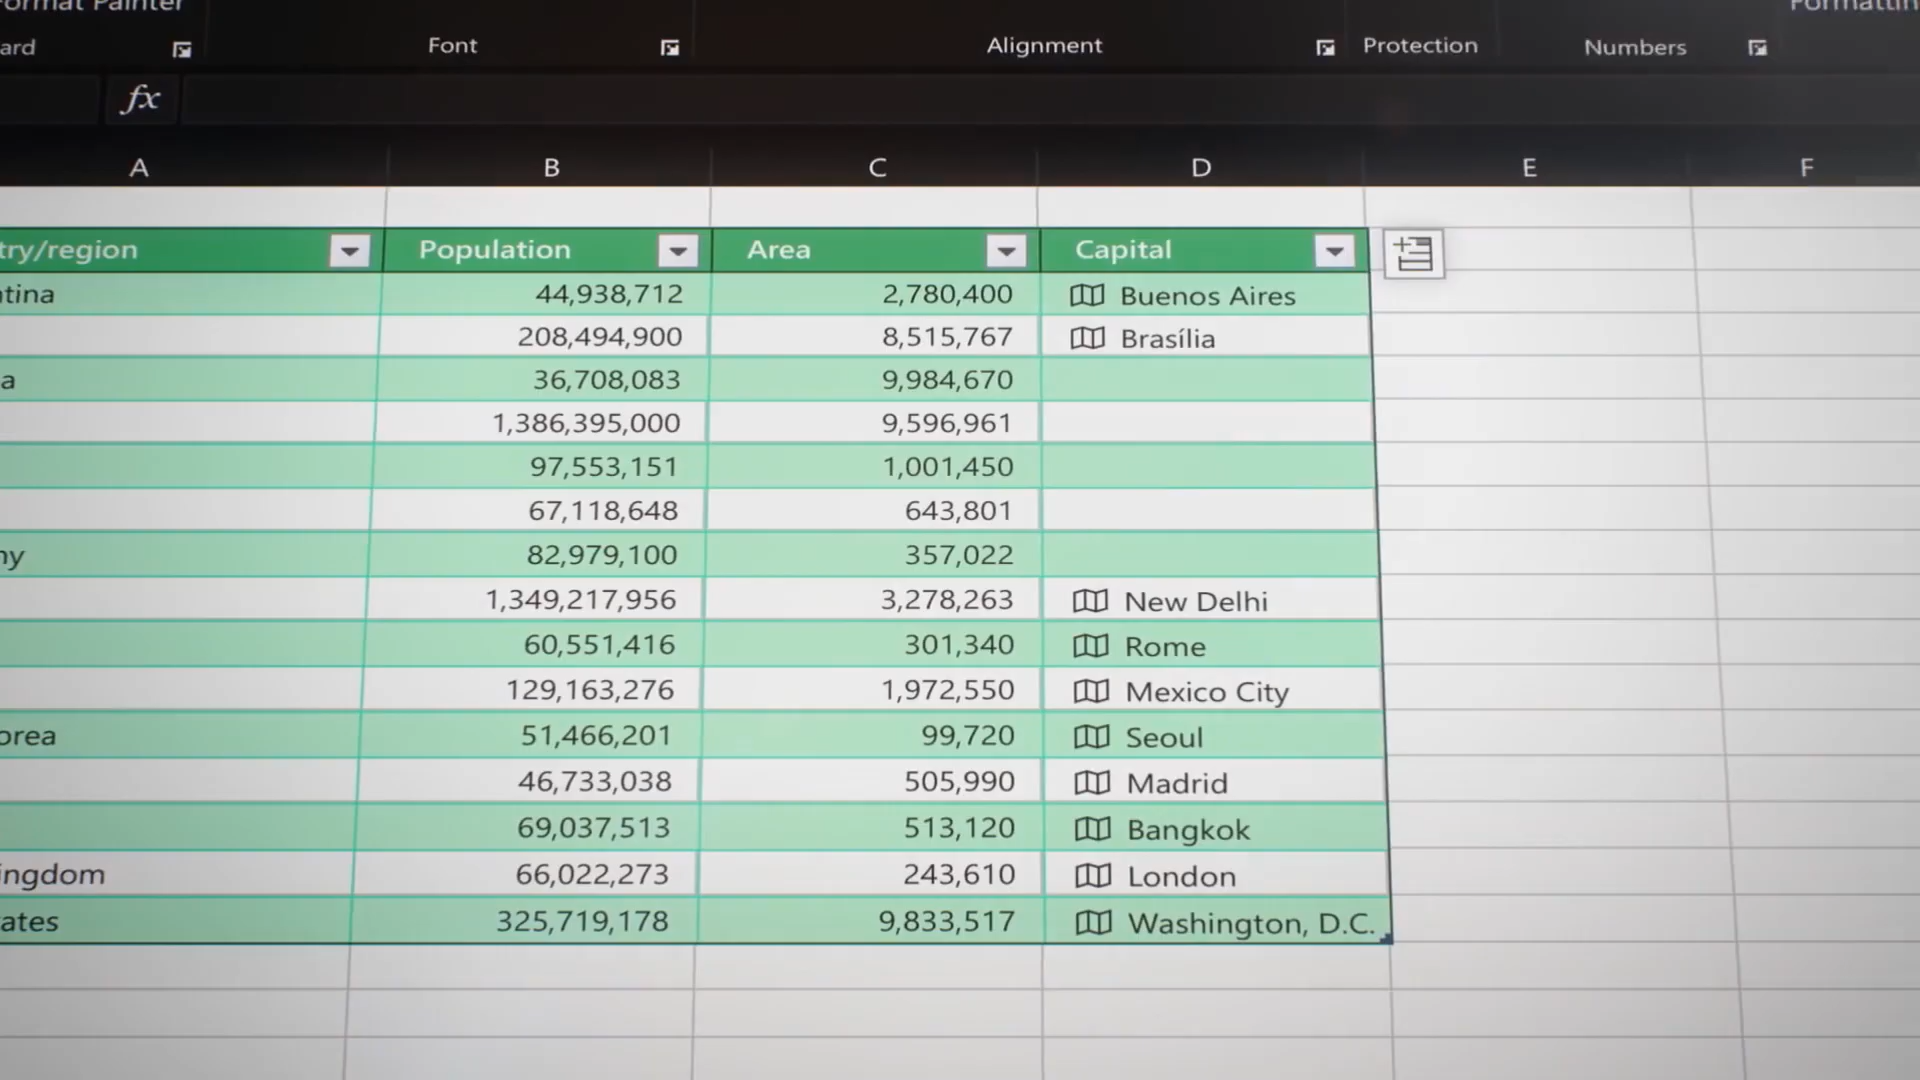 Format Painter
Formatting
ard Font Alignment Protection Numbers
fx
A B C D E F
try/region Population Area Capital
tina 44,938,712 2,780,400 Buenos Aires
208,494,900 8,515,767 Brasília
a 36,708,083 9,984,670
1,386,395,000 9,596,961
97,553,151 1,001,450
67,118,648 643,801
ny 82,979,100 357,022
1,349,217,956 3,278,263 New Delhi
60,551,416 301,340 Rome
129,163,276 1,972,550 Mexico City
orea 51,466,201 99,720 Seoul
46,733,038 505,990 Madrid
69,037,513 513,120 Bangkok
ingdom 66,022,273 243,610 London
ates 325,719,178 9,833,517 Washington, D.C.